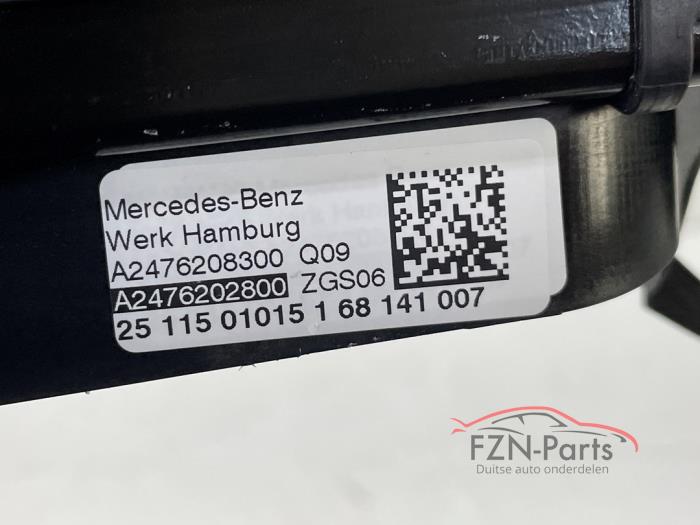 Mercedes-Benz
Werk Hamburg
A2476208300 Q09
A2476202800 ZGS06
25 115 01015 1 68 141 007
FZN-Parts
Duitse auto onderdelen